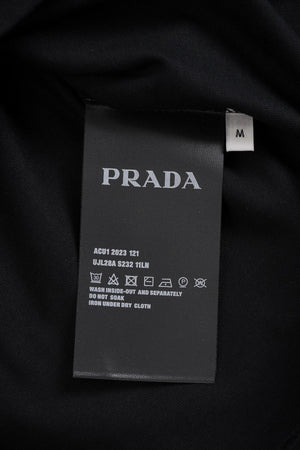 M
PRADA
ACU1 2023 121
UJL28A S232 11LN
WASH INSIDE-OUT AND SEPARATELY
DO NOT SOAK
IRON UNDER DRY CLOTH